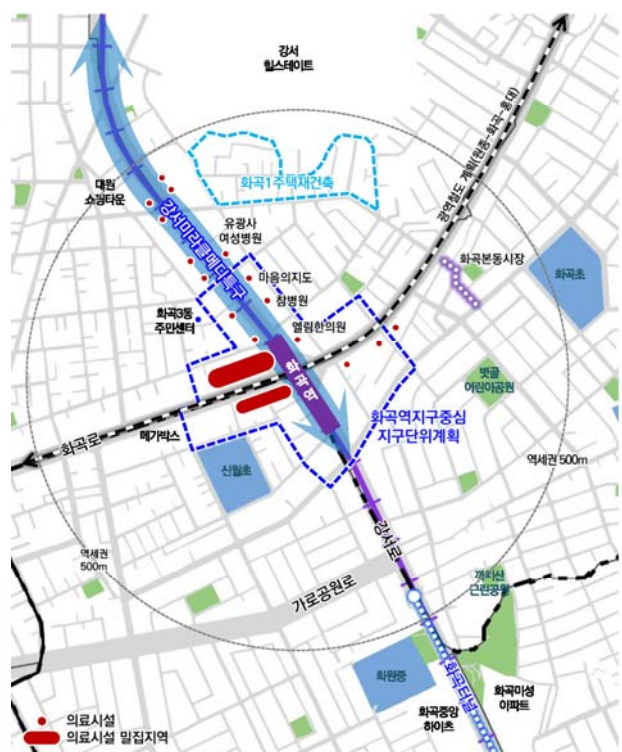 강서
힐스테이트
화곡1주택재건축
광역철도 계획(원종~화곡~홍대)
대원
쇼핑타운
강서미라클메디특구
유광사
여성병원
화곡본동시장
화곡초
마음의지도
참병원
화곡3동
주민센터
엘림한의원
화곡역
볏골
어린이공원
화곡역지구중심
지구단위계획
메가박스
화곡로
신월초
역세권 500m
강서로
역세권
500m
가로공원로
까치산
근린공원
화원중
화곡터널
화곡중앙
하이츠
화곡미성
아파트
의료시설
의료시설 밀집지역